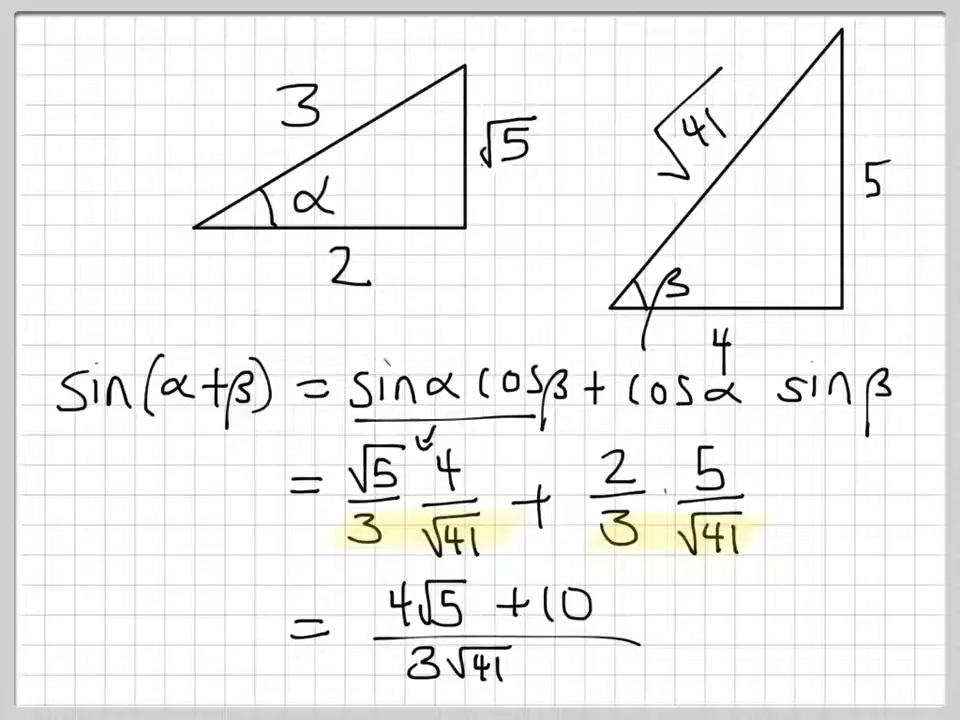 3
√5
α
2
√41
5
β
4
sin(α+β) = sinα cosβ + cosα sinβ
= √5/3 4/√41 + 2/3 · 5/√41
= (4√5 + 10)/(3√41)